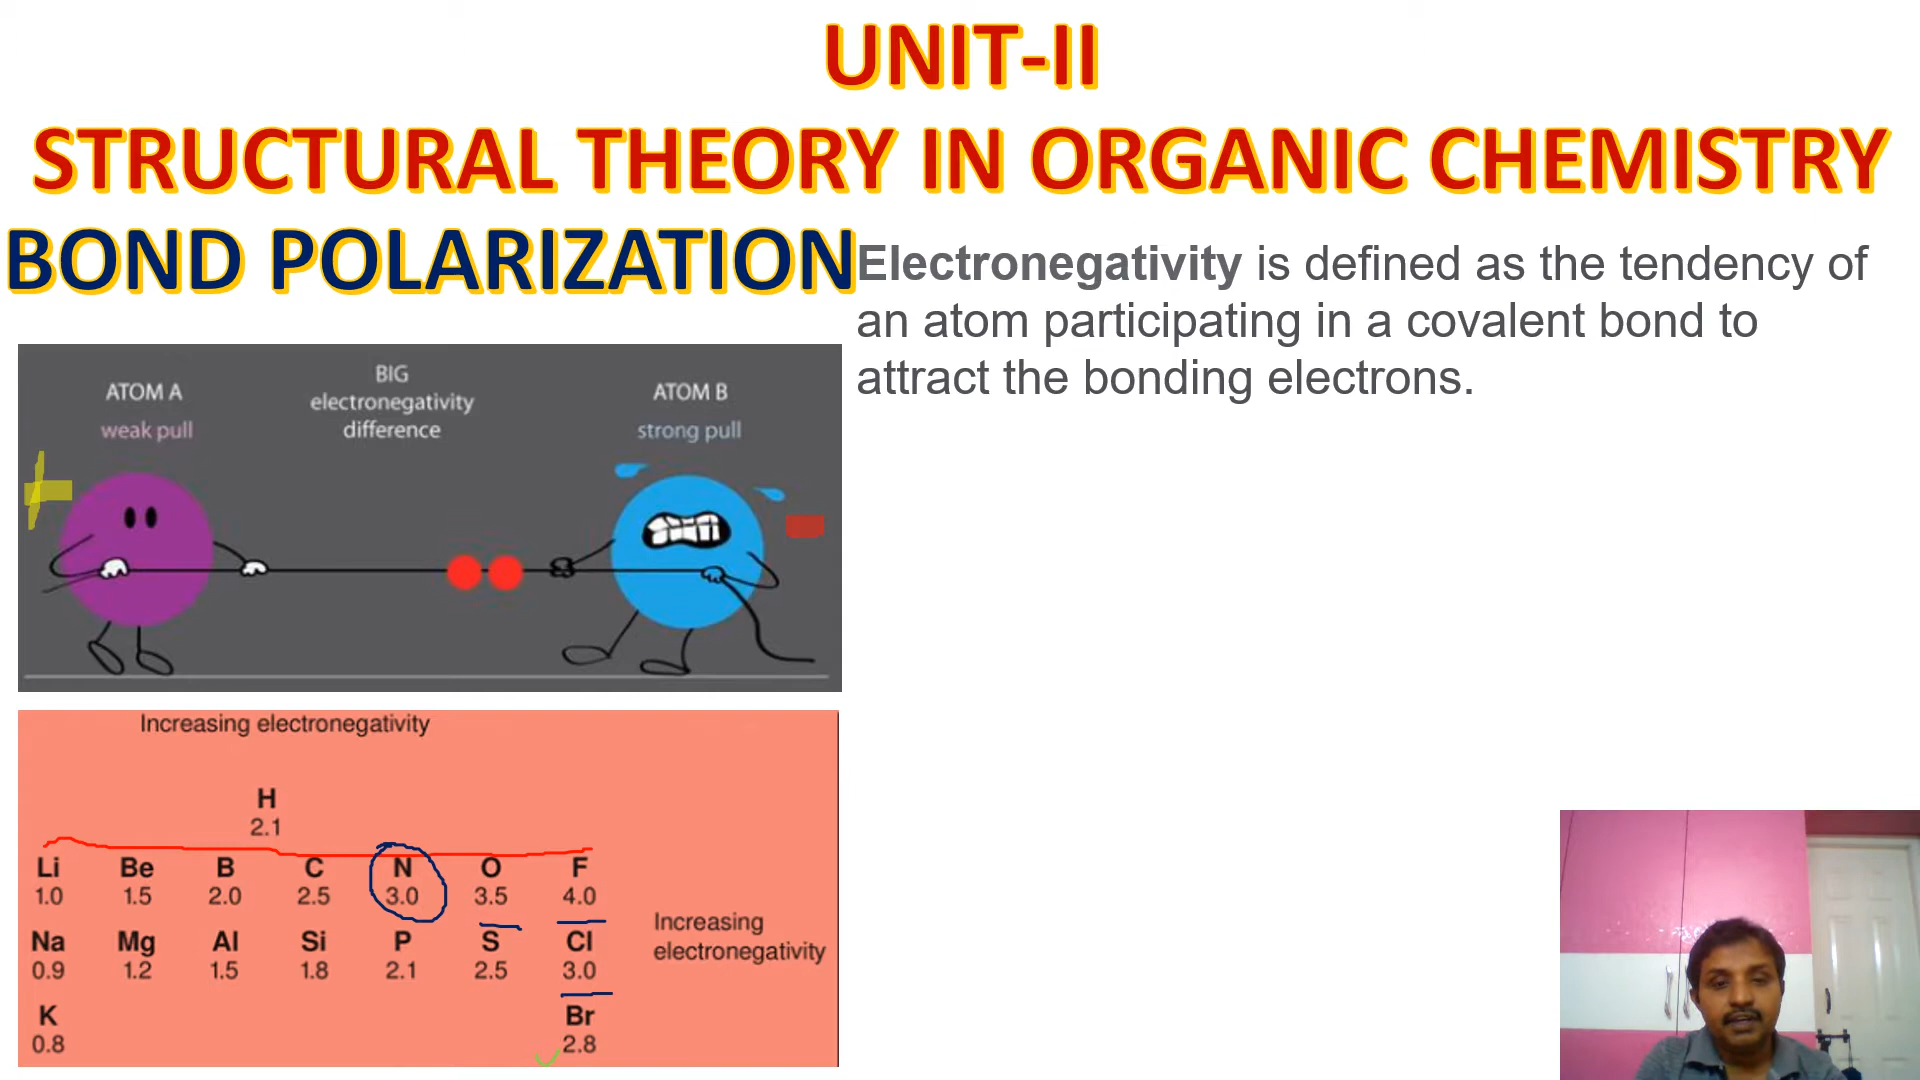 UNIT-II
STRUCTURAL THEORY IN ORGANIC CHEMISTRY
BOND POLARIZATION
Electronegativity is defined as the tendency of
an atom participating in a covalent bond to
attract the bonding electrons.
ATOM A
weak pull
BIG
electronegativity
difference
ATOM B
strong pull
Increasing electronegativity
H
2.1
Li Be B C N O F
1.0 1.5 2.0 2.5 3.0 3.5 4.0
Na Mg Al Si P S Cl
0.9 1.2 1.5 1.8 2.1 2.5 3.0
K Br
0.8 2.8
Increasing
electronegativity